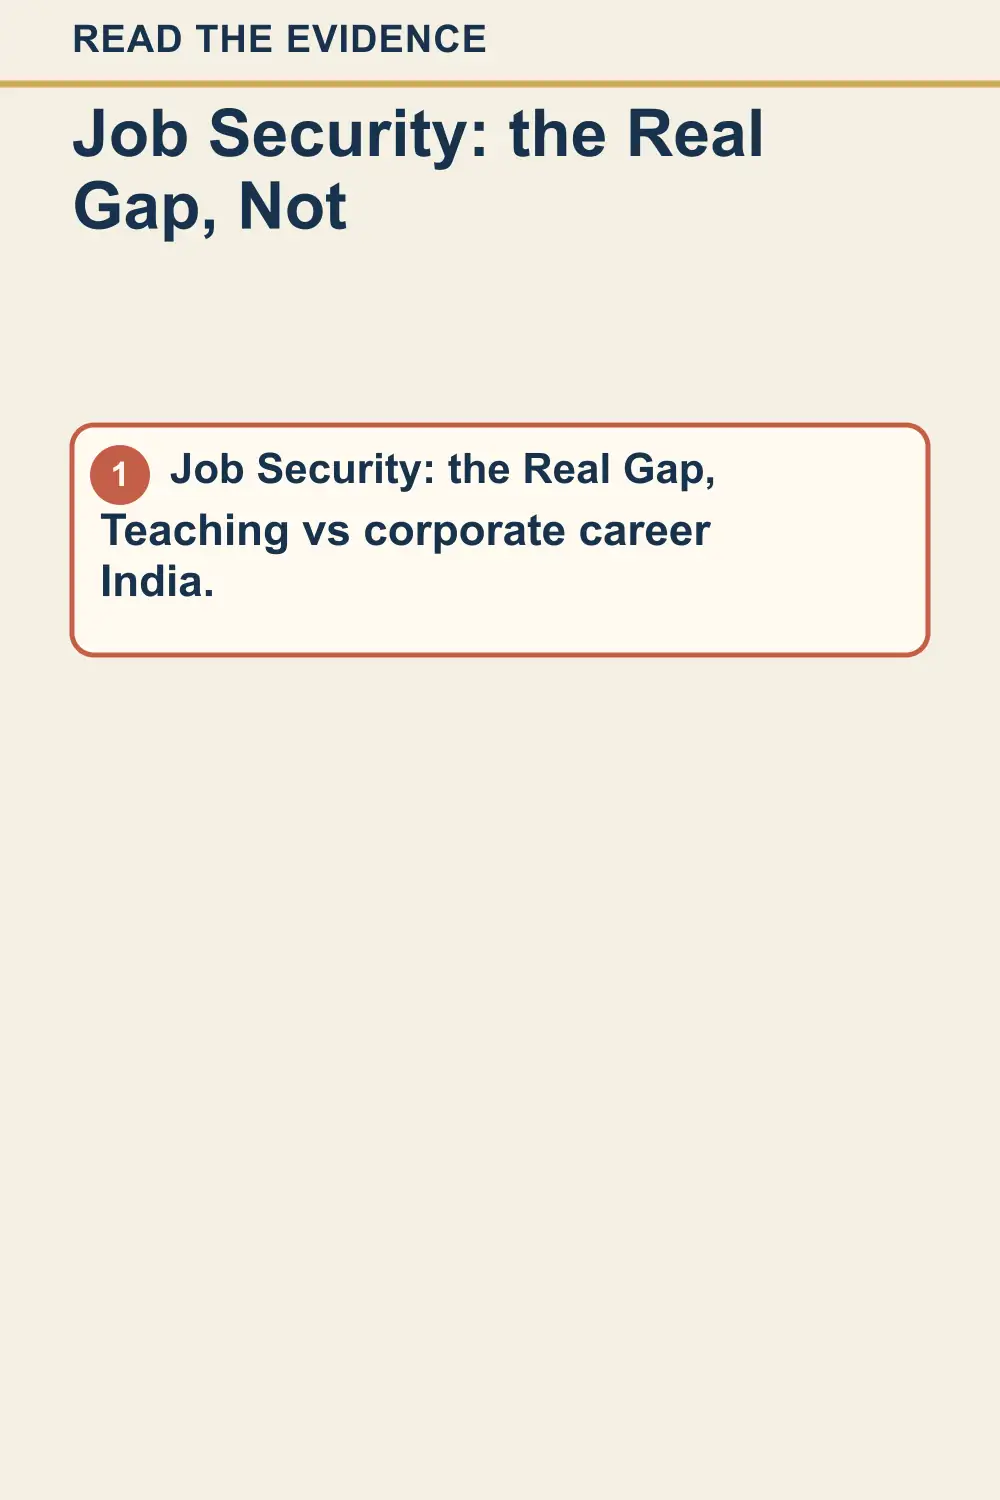 READ THE EVIDENCE
Job Security: the Real
Gap, Not
1 Job Security: the Real Gap,
Teaching vs corporate career
India.